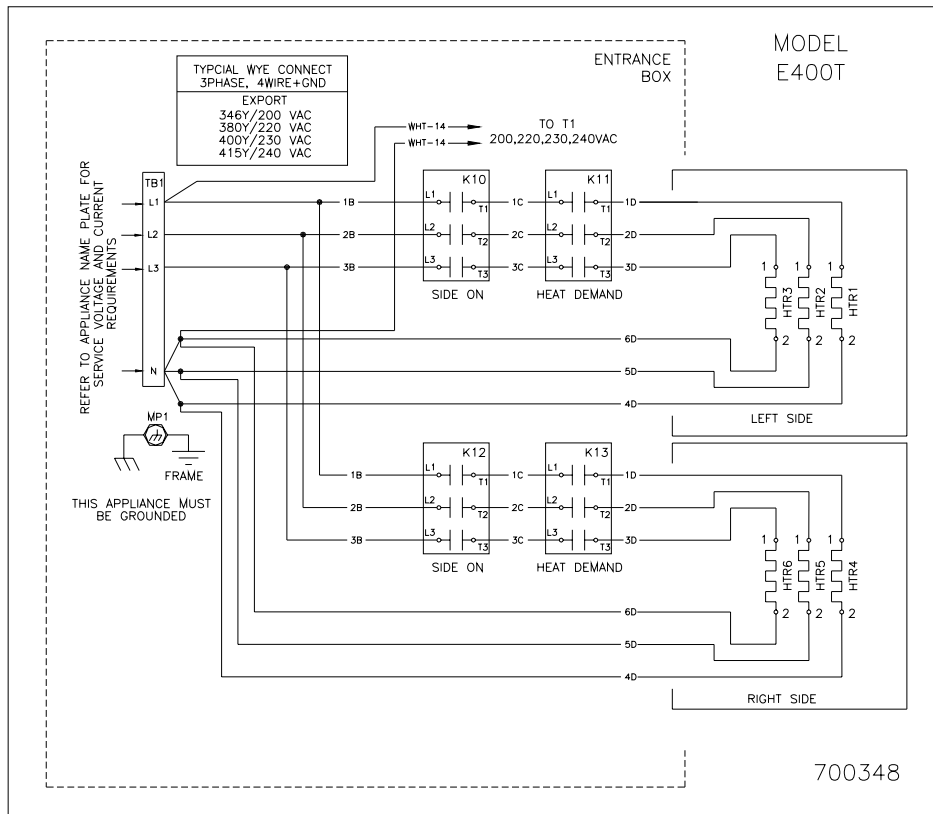 MODEL
E400T
ENTRANCE
BOX
TYPCIAL WYE CONNECT
3PHASE, 4WIRE+GND
EXPORT
346Y/200 VAC
380Y/220 VAC
400Y/230 VAC
415Y/240 VAC
WHT-14
WHT-14
TO T1
200,220,230,240VAC
REFER TO APPLIANCE NAME PLATE FOR
SERVICE VOLTAGE AND CURRENT
REQUIREMENTS
TB1
L1
L2
L3
N
K10
K11
L1 T1 L1 T1
L2 T2 L2 T2
L3 T3 L3 T3
1B 1C 1D
2B 2C 2D
3B 3C 3D
SIDE ON
HEAT DEMAND
1 1 1
HTR3 HTR2 HTR1
2 2 2
6D
5D
4D
LEFT SIDE
MP1
FRAME
THIS APPLIANCE MUST
BE GROUNDED
K12
K13
L1 T1 L1 T1
L2 T2 L2 T2
L3 T3 L3 T3
1B 1C 1D
2B 2C 2D
3B 3C 3D
SIDE ON
HEAT DEMAND
1 1 1
HTR6 HTR5 HTR4
2 2 2
6D
5D
4D
RIGHT SIDE
700348